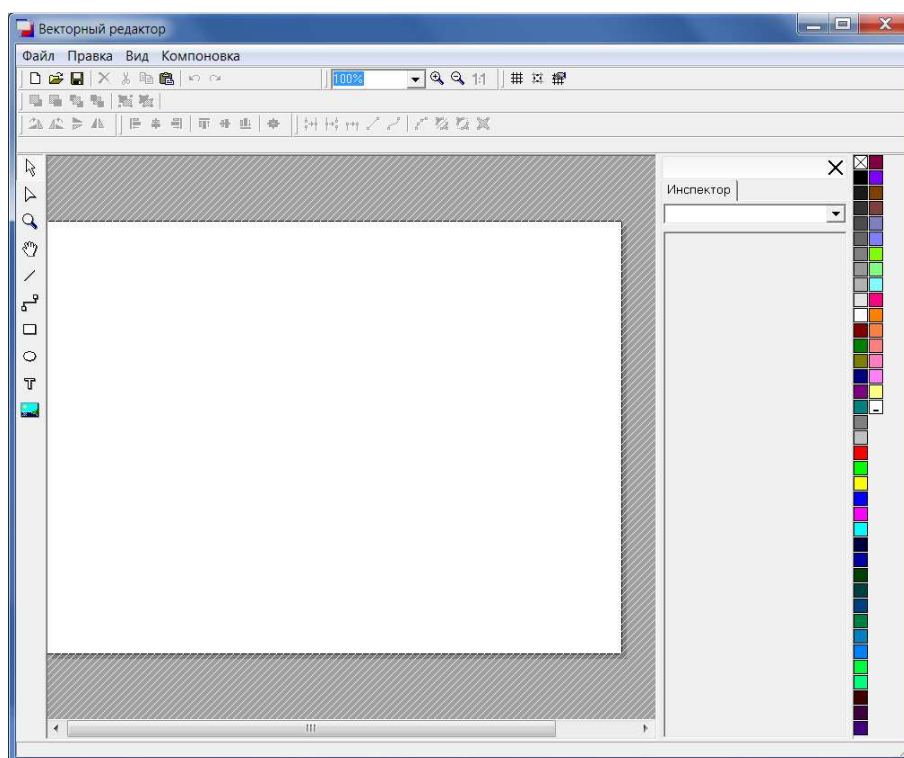 Векторный редактор
Файл Правка Вид Компоновка
100% 1:1
Инспектор
T